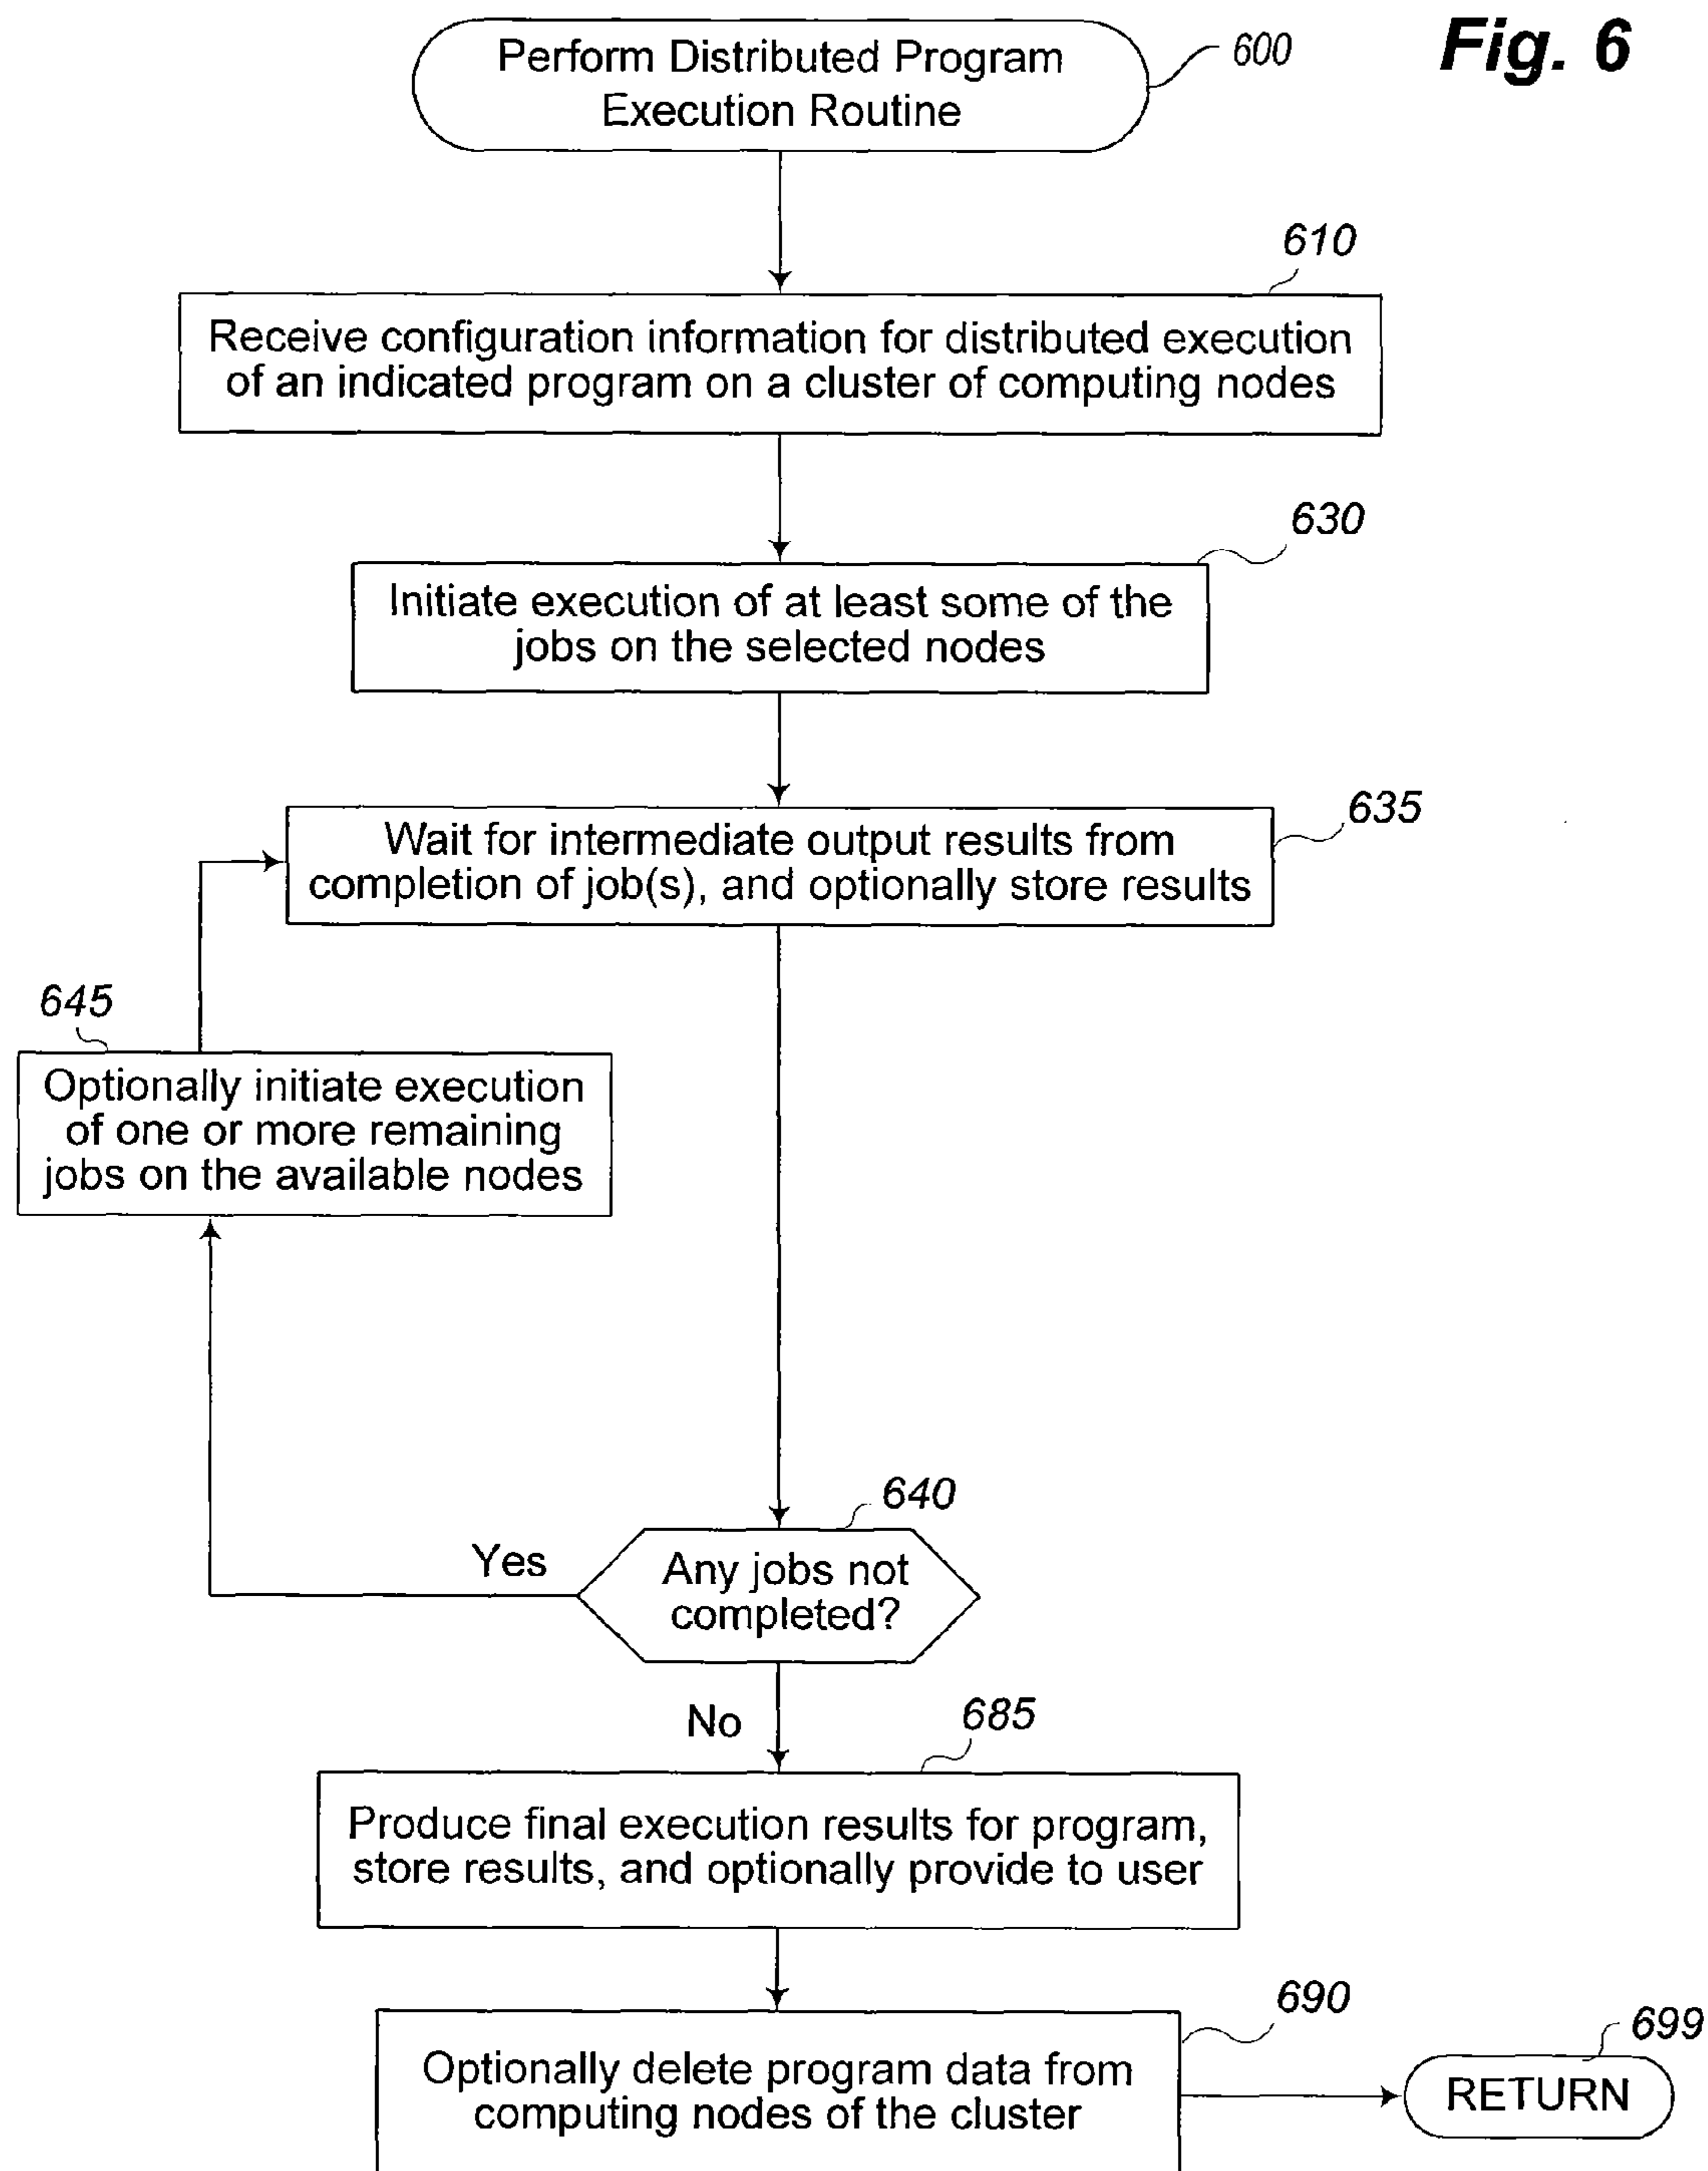 Fig. 6
Perform Distributed Program
Execution Routine
600
610
Receive configuration information for distributed execution
of an indicated program on a cluster of computing nodes
630
Initiate execution of at least some of the
jobs on the selected nodes
635
Wait for intermediate output results from
completion of job(s), and optionally store results
645
Optionally initiate execution
of one or more remaining
jobs on the available nodes
640
Yes
Any jobs not
completed?
No
685
Produce final execution results for program,
store results, and optionally provide to user
690
Optionally delete program data from
computing nodes of the cluster
699
RETURN